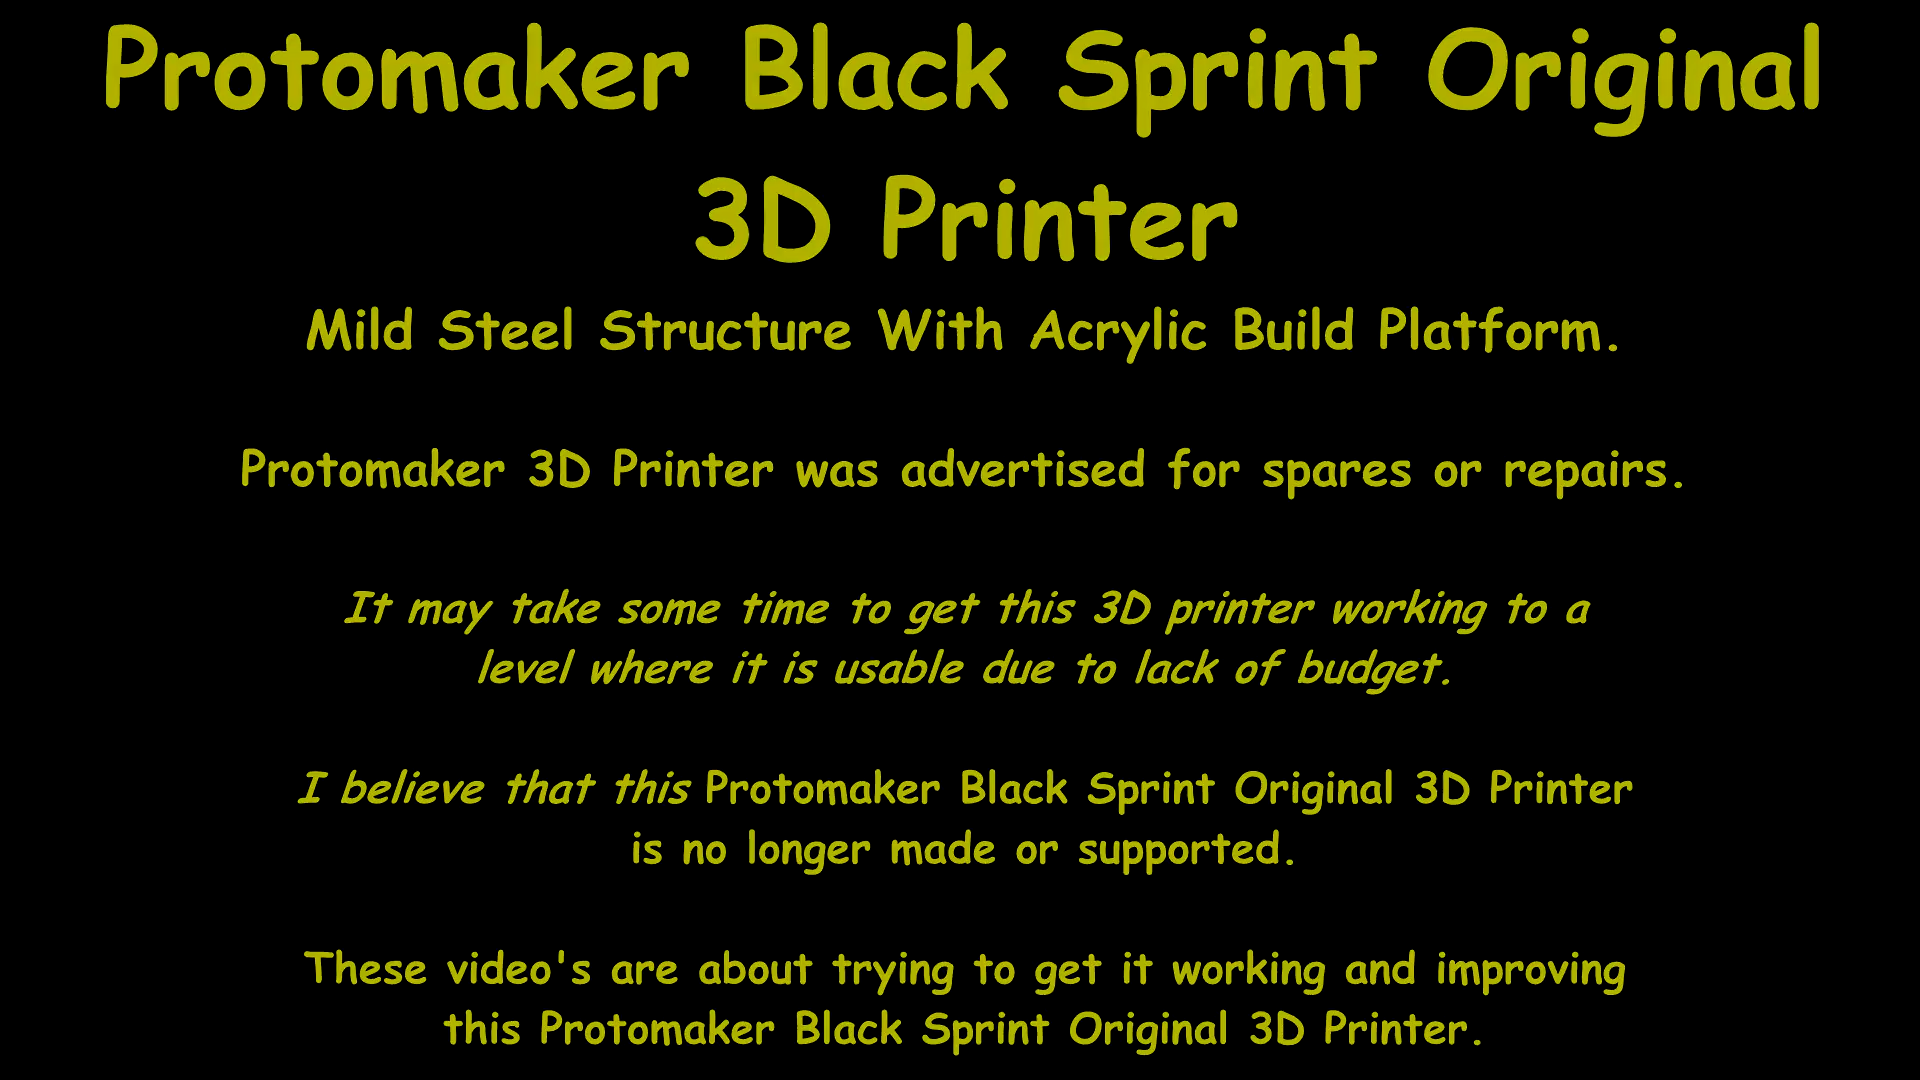 Protomaker Black Sprint Original
3D Printer
Mild Steel Structure With Acrylic Build Platform.
Protomaker 3D Printer was advertised for spares or repairs.
It may take some time to get this 3D printer working to a
level where it is usable due to lack of budget.
I believe that this Protomaker Black Sprint Original 3D Printer
is no longer made or supported.
These video's are about trying to get it working and improving
this Protomaker Black Sprint Original 3D Printer.